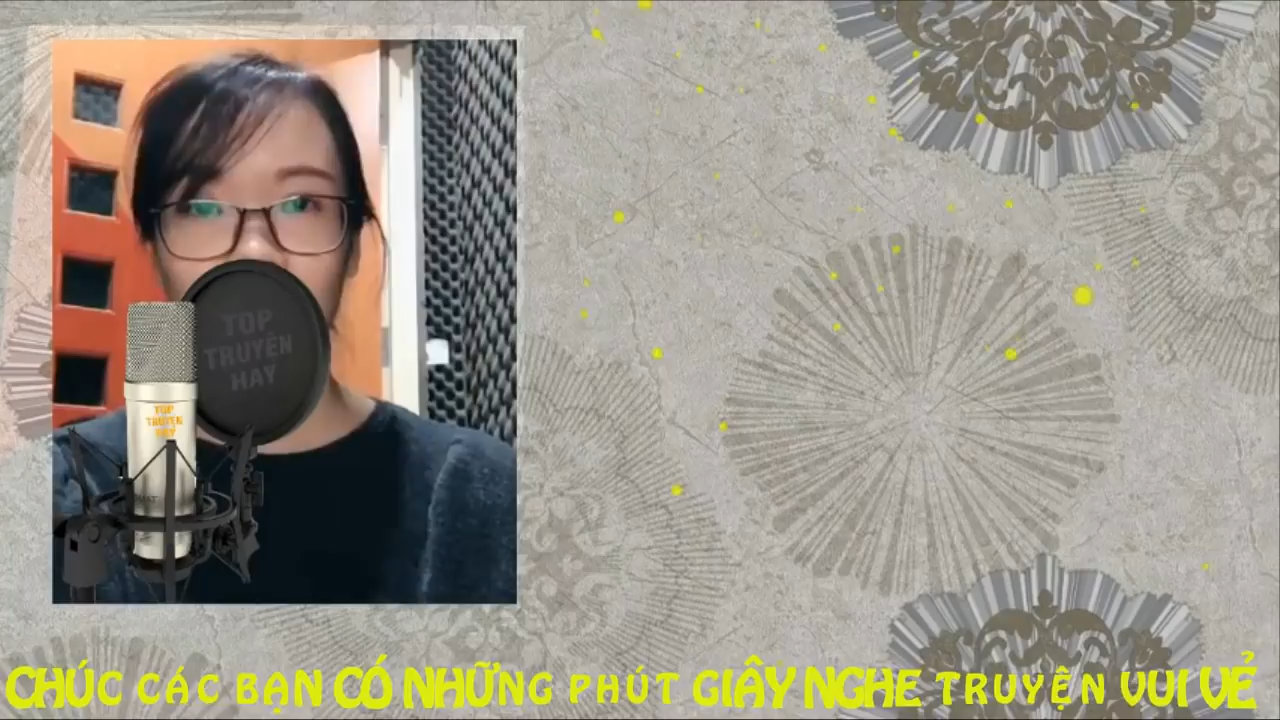 TOP
TRUYỆN
HAY
TOP
TRUYỆN
HAY
CHÚC CÁC BẠN CÓ NHỮNG PHÚT GIÂY NGHE TRUYỆN VUI VẺ